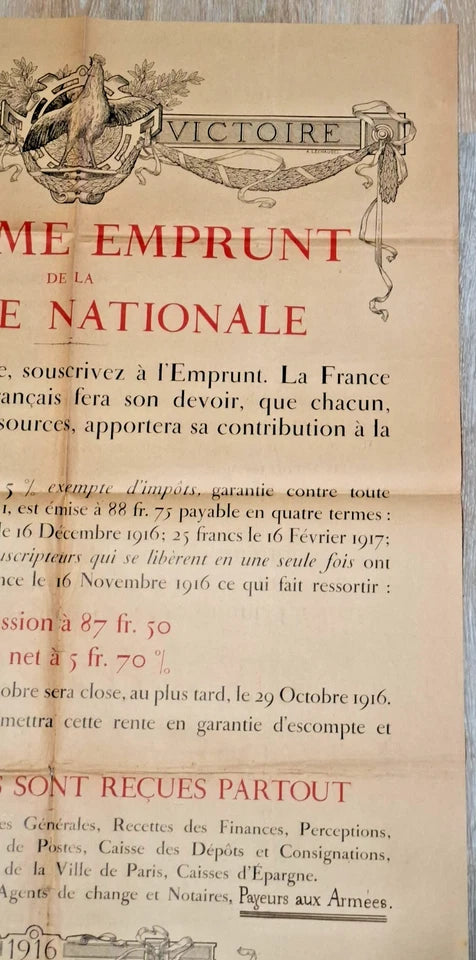 VICTOIRE
ME EMPRUNT
DE LA
E NATIONALE
e, souscrivez à l'Emprunt. La France
rançais fera son devoir, que chacun,
sources, apportera sa contribution à la
5 % exempte d'impôts, garantie contre toute
1, est émise à 88 fr. 75 payable en quatre termes :
le 16 Décembre 1916; 25 francs le 16 Février 1917;
uscripteurs qui se libèrent en une seule fois ont
nce le 16 Novembre 1916 ce qui fait ressortir :
ssion à 87 fr. 50
net à 5 fr. 70 %
obre sera close, au plus tard, le 29 Octobre 1916.
mettra cette rente en garantie d'escompte et
S SONT REÇUES PARTOUT
es Générales, Recettes des Finances, Perceptions,
de Postes, Caisse des Dépôts et Consignations,
de la Ville de Paris, Caisses d'Épargne.
Agents de change et Notaires, Payeurs aux Armées.
1916